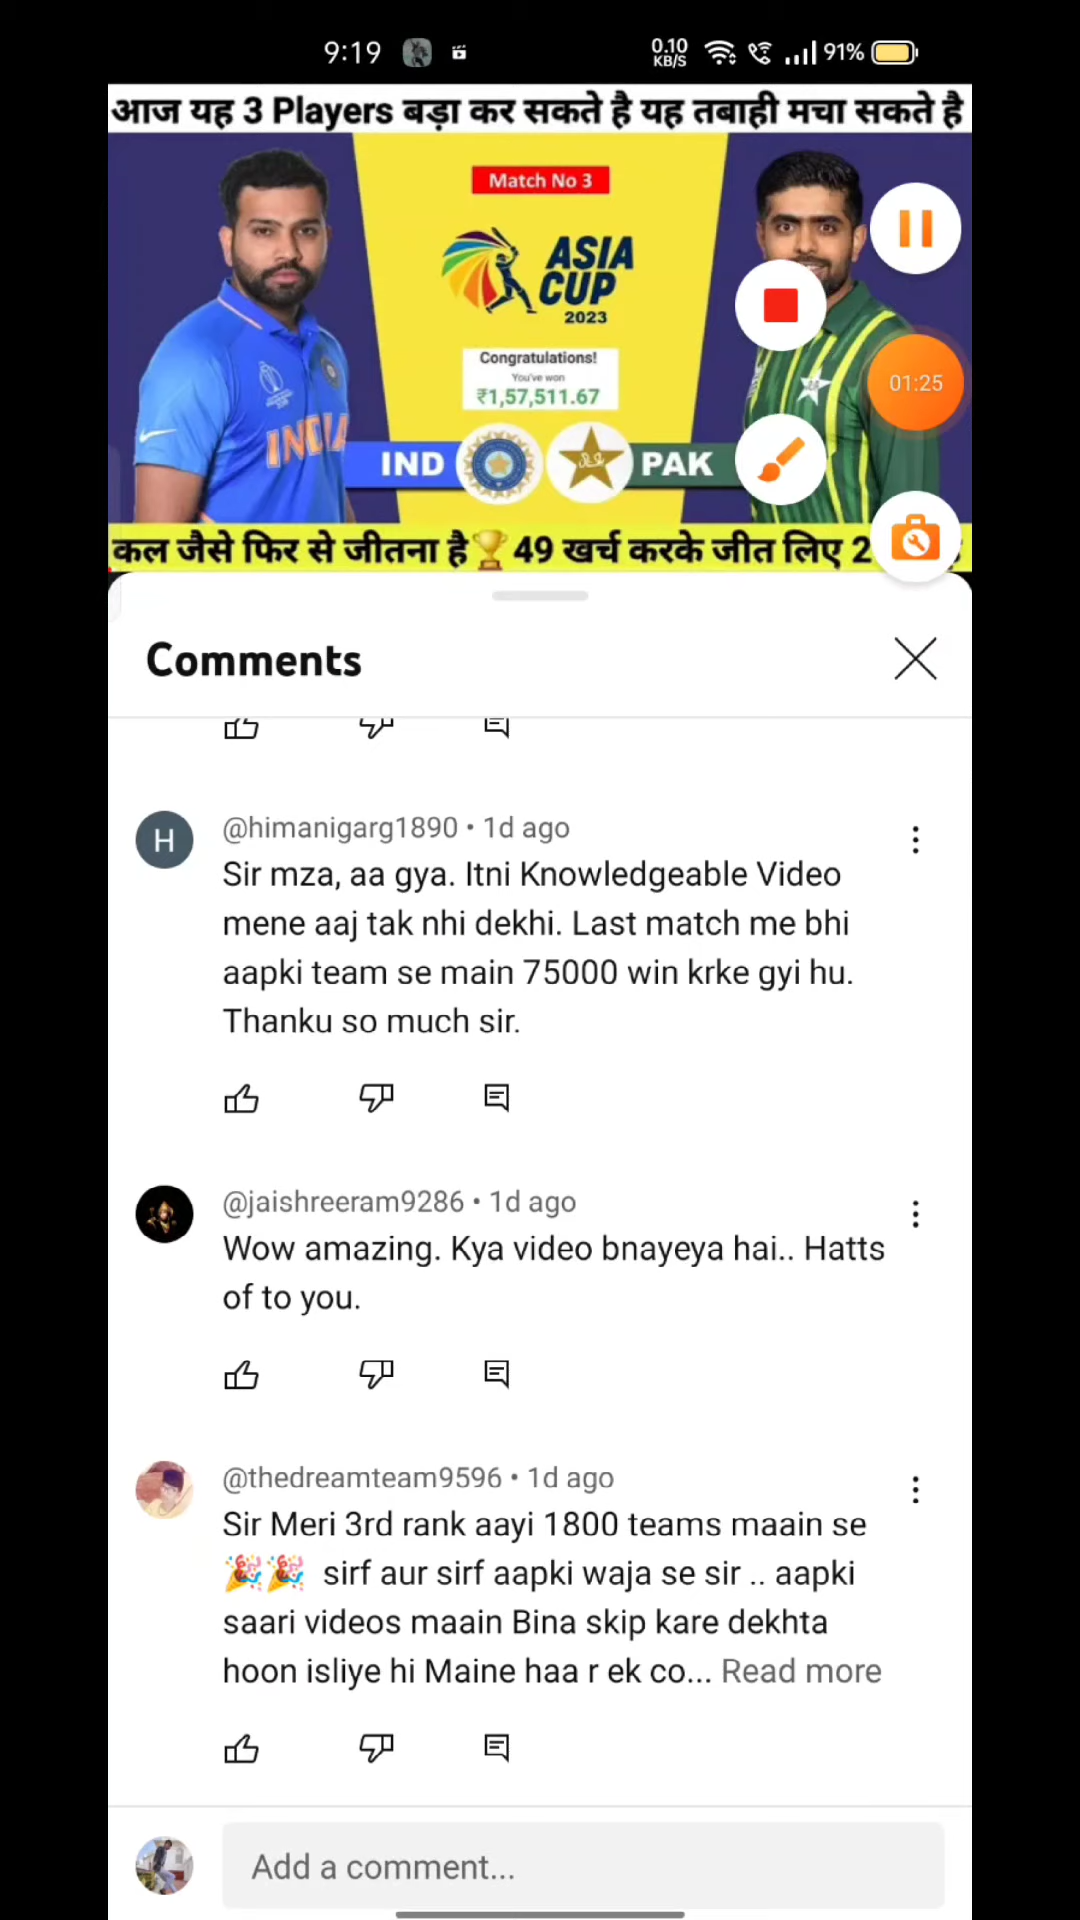 9:19
0.10
KB/S
91%
आज यह 3 Players बड़ा कर सकते है यह तबाही मचा सकते है
Match No 3
ASIA
CUP
2023
Congratulations!
You've won
₹1,57,511.67
INDIA
IND
PAK
01:25
कल जैसे फिर से जीतना है🏆49 खर्च करके जीत लिए 2
Comments
@himanigarg1890 • 1d ago
Sir mza, aa gya. Itni Knowledgeable Video
mene aaj tak nhi dekhi. Last match me bhi
aapki team se main 75000 win krke gyi hu.
Thanku so much sir.
@jaishreeram9286 • 1d ago
Wow amazing. Kya video bnayeya hai.. Hatts
of to you.
@thedreamteam9596 • 1d ago
Sir Meri 3rd rank aayi 1800 teams maain se
🎉🎉 sirf aur sirf aapki waja se sir .. aapki
saari videos maain Bina skip kare dekhta
hoon isliye hi Maine haa r ek co... Read more
Add a comment...